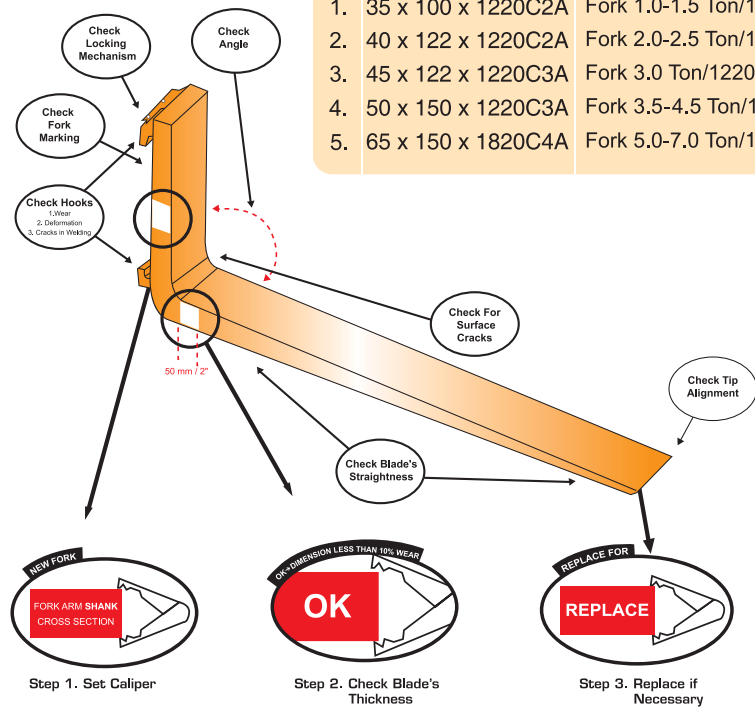 1. 35 x 100 x 1220C2A Fork 1.0-1.5 Ton/1
2. 40 x 122 x 1220C2A Fork 2.0-2.5 Ton/1
3. 45 x 122 x 1220C3A Fork 3.0 Ton/1220
4. 50 x 150 x 1220C3A Fork 3.5-4.5 Ton/1
5. 65 x 150 x 1820C4A Fork 5.0-7.0 Ton/1
Check
Locking
Mechanism
Check
Angle
Check
Fork
Marking
Check Hooks
1.Wear
2. Deformation
3. Cracks in Welding
Check For
Surface
Cracks
50 mm / 2"
Check Tip
Alignment
Check Blade's
Straightness
NEW FORK
FORK ARM SHANK
CROSS SECTION
Step 1. Set Caliper
OK=DIMENSION LESS THAN 10% WEAR
OK
Step 2. Check Blade's
Thickness
REPLACE FOR
REPLACE
Step 3. Replace if
Necessary